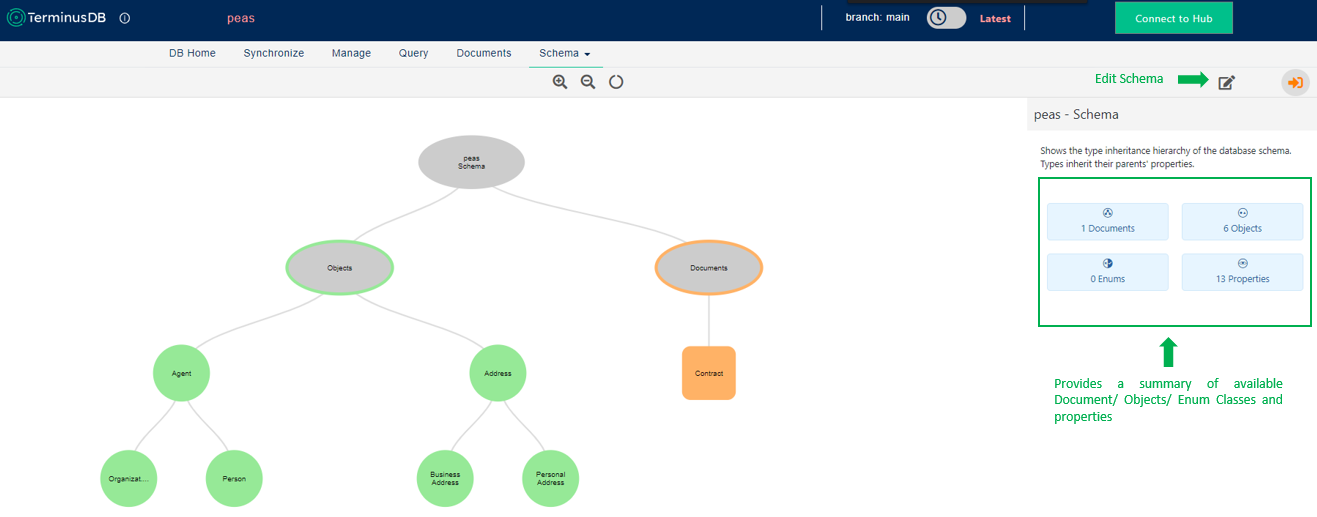 TerminusDB
peas
branch: main
Latest
Connect to Hub
DB Home
Synchronize
Manage
Query
Documents
Schema
Edit Schema
peas - Schema
Shows the type inheritance hierarchy of the database schema.
Types inherit their parents' properties.
1 Documents
6 Objects
0 Enums
13 Properties
Provides a summary of available
Document/ Objects/ Enum Classes and
properties
peas
Schema
Objects
Documents
Agent
Address
Contract
Organizat....
Person
Business
Address
Personal
Address